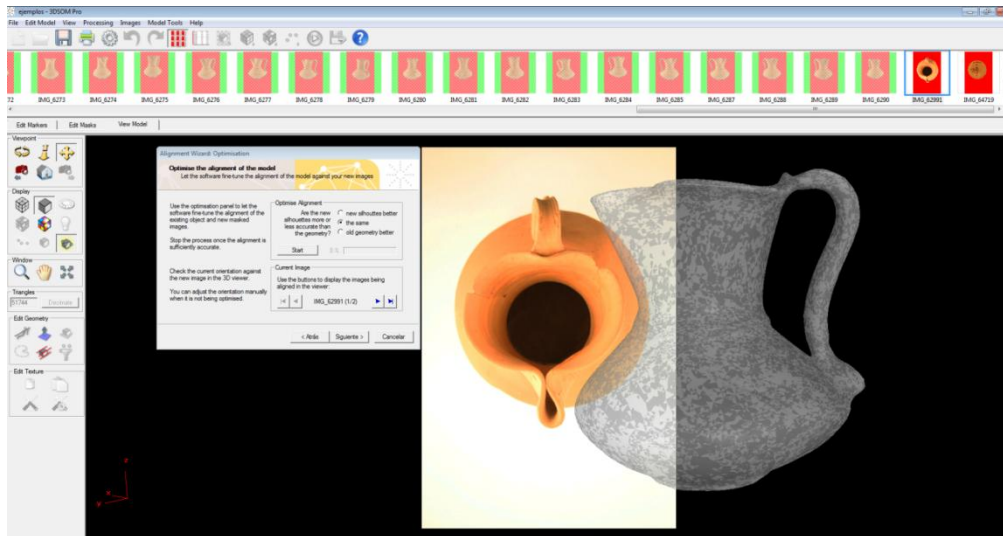 ejemplos - 3DSOM Pro
File Edit Model View Processing Images Model Tools Help
72 IMG_6273 IMG_6274 IMG_6275 IMG_6276 IMG_6277 IMG_6278 IMG_6279 IMG_6280 IMG_6281 IMG_6282 IMG_6283 IMG_6284 IMG_6285 IMG_6286 IMG_6287 IMG_6288 IMG_6289 IMG_6290 IMG_62991 IMG_64719
Edit Markers Edit Masks View Model
Viewpoint
Display
Window
Triangles
51744 Decimate
Edit Geometry
Edit Texture
Alignment Wizard: Optimisation
Optimise the alignment of the model
Let the software fine-tune the alignment of the model against your new images
Use the optimisation panel to let the
software fine-tune the alignment of the
existing object and new masked
images.
Stop the process once the alignment is
sufficiently accurate.
Check the current orientation against
the new image in the 3D viewer.
You can adjust the orientation manually
when it is not being optimised.
Optimise Alignment
Are the new
silhouettes more or
less accurate than
the geometry?
new silhouttes better
the same
old geometry better
Start
Current Image
Use the buttons to display the images being
aligned in the viewer:
IMG_62991 (1/2)
< Atrás Siguiente > Cancelar